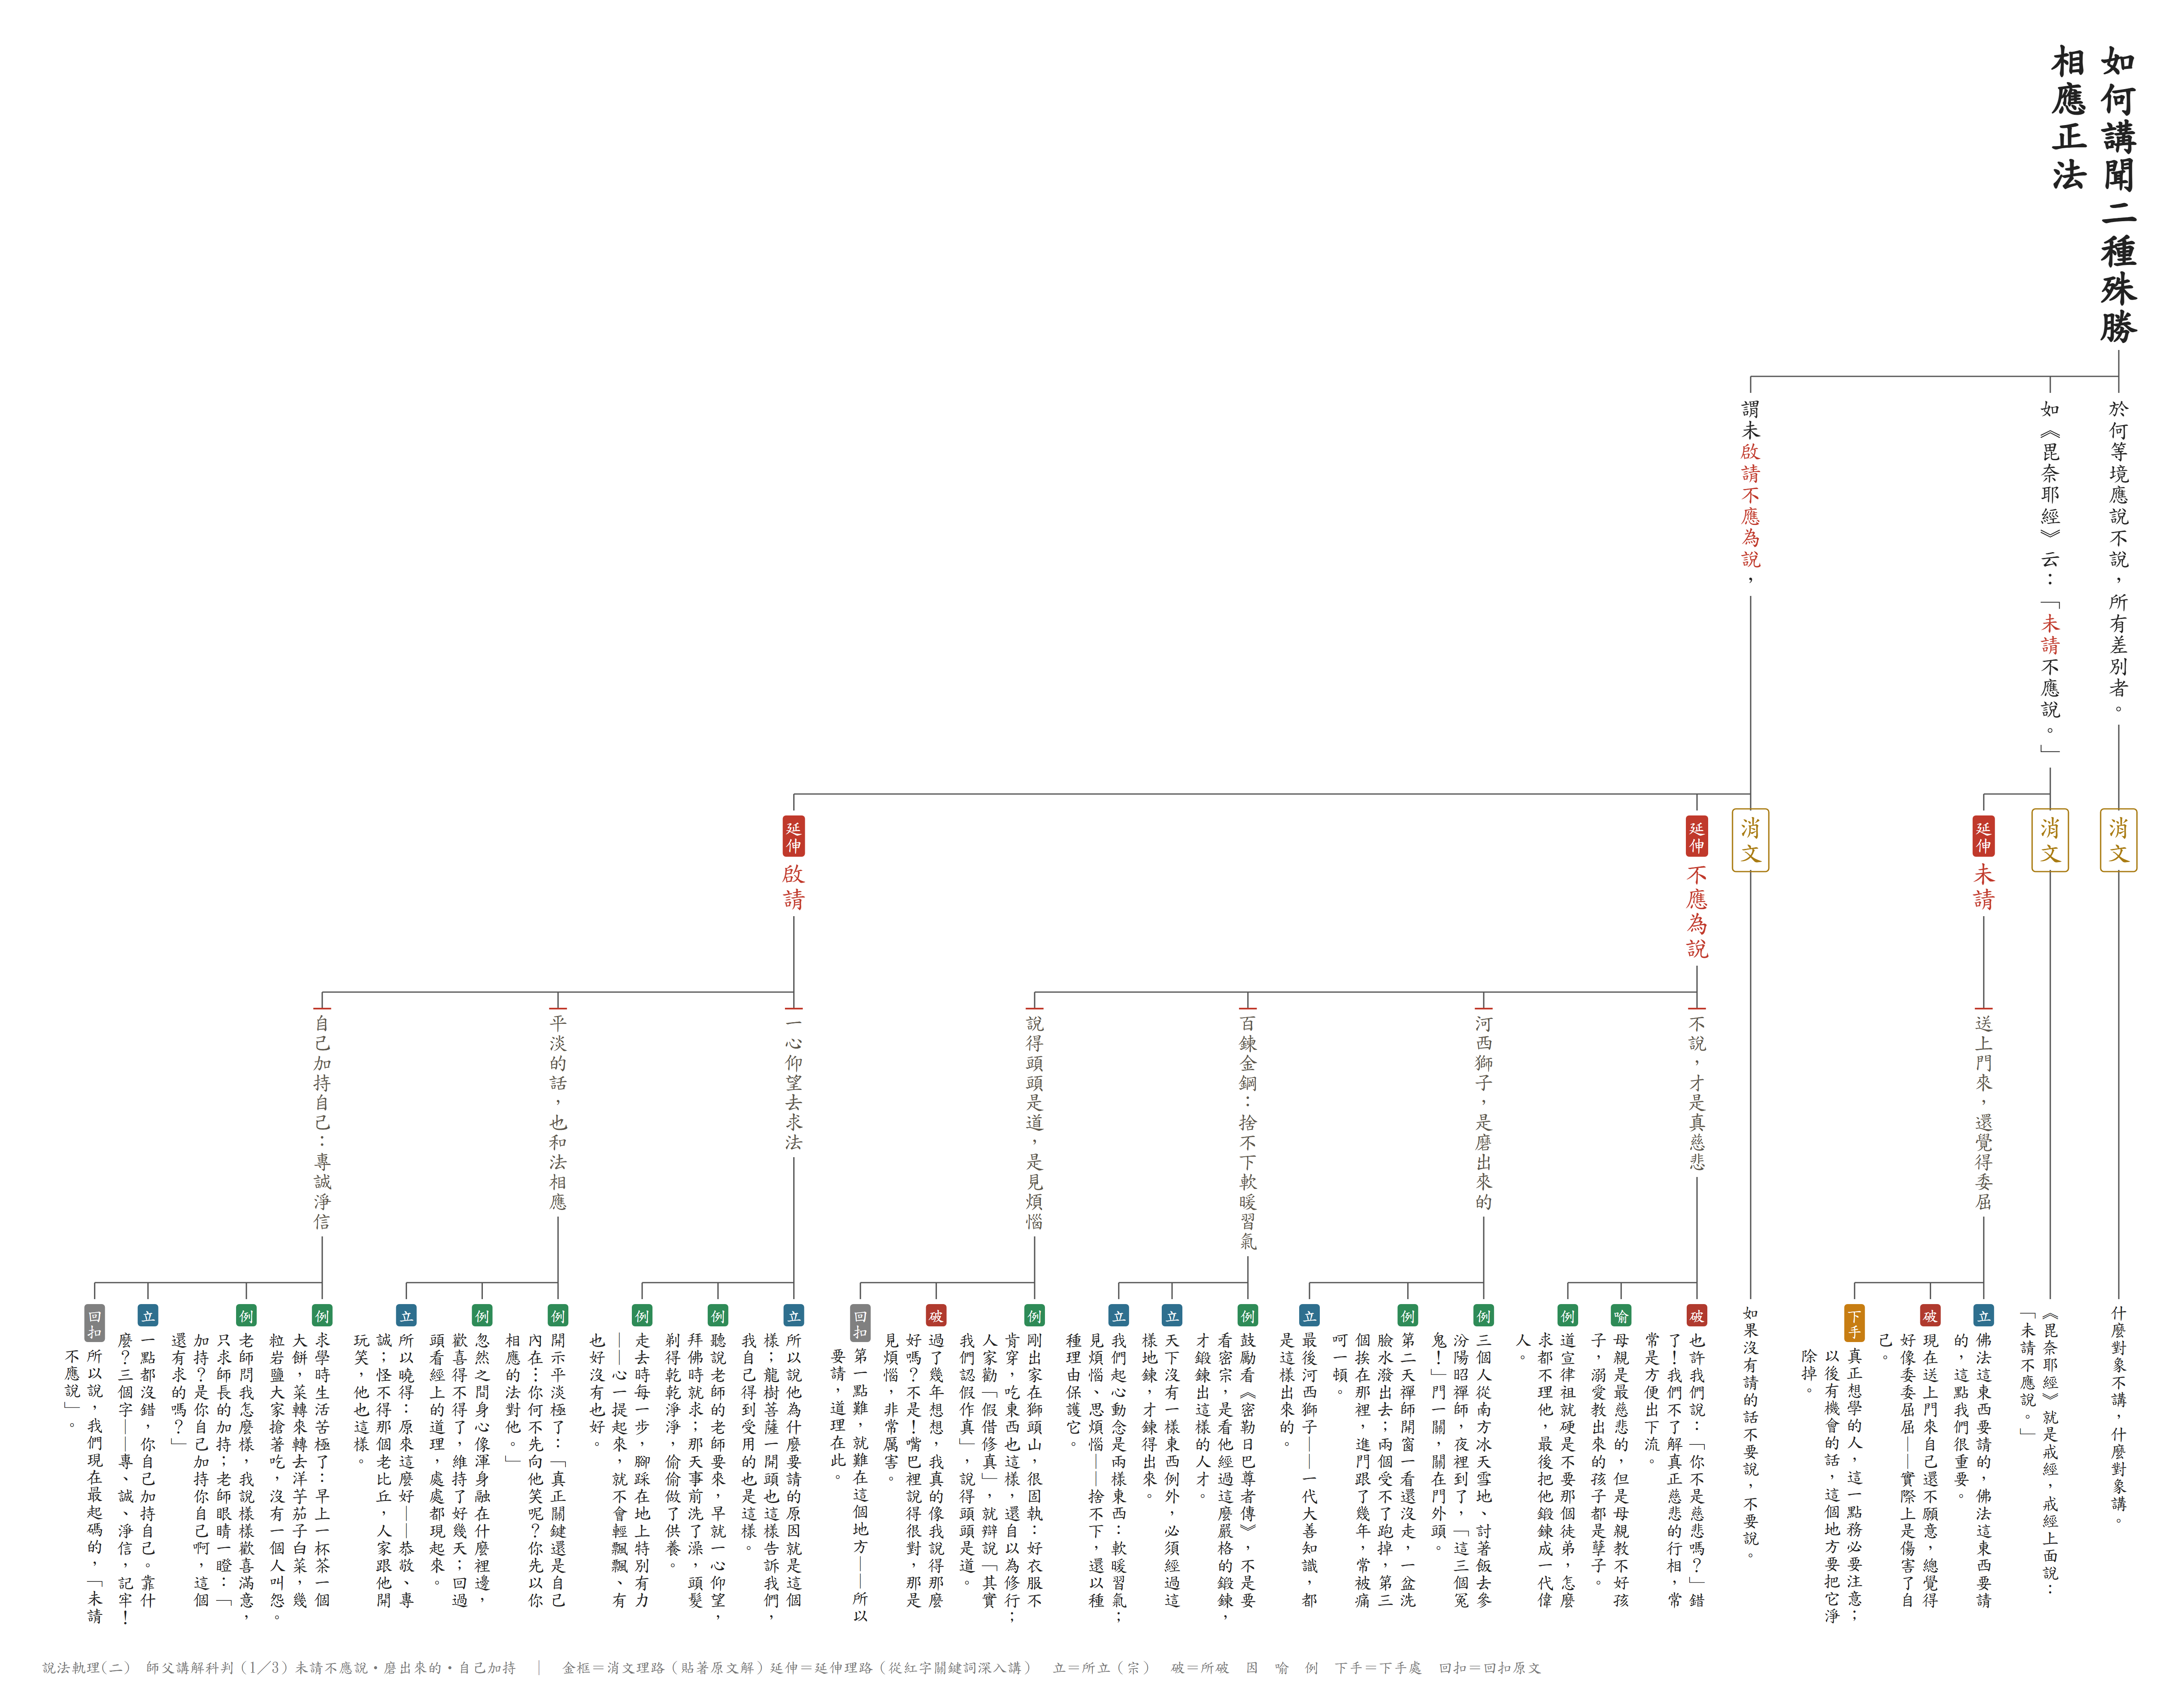 如何講聞二種殊勝
相應正法
於何等境應說不說，所有差別者。
如《毘奈耶經》云：「未請不應說。」
謂未啟請不應為說，
消文
消文
延伸
未請
消文
延伸
不應為說
延伸
啟請
送上門來，還覺得委屈
不說，才是真慈悲
河西獅子，是磨出來的
百鍊金鋼：捨不下軟暖習氣
說得頭頭是道，是見煩惱
一心仰望去求法
平淡的話，也和法相應
自己加持自己：專誠淨信
什麼對象不講，什麼對象講。
《毘奈耶經》就是戒經，戒經上面說：
「未請不應說。」
立
佛法這東西要請的，佛法這東西要請
的，這點我們很重要。
破
現在送上門來自己還不願意，總覺得
好像委委屈屈——實際上是傷害了自
己。
下手
真正想學的人，這一點務必要注意；
以後有機會的話，這個地方要把它淨
除掉。
如果沒有請的話不要說，不要說。
破
也許我們說：「你不是慈悲嗎？」錯
了！我們不了解真正慈悲的行相，常
常是方便出下流。
喻
母親是最慈悲的，但是母親教不好孩
子，溺愛教出來的孩子都是孽子。
例
道宣律祖就硬是不要那個徒弟，怎麼
求都不理他，最後把他鍛鍊成一代偉
人。
例
三個人從南方冰天雪地、討著飯去參
汾陽昭禪師，夜裡到了，「這三個冤
鬼！」門一關，關在門外頭。
例
第二天禪師開窗一看還沒走，一盆洗
臉水潑出去；兩個受不了跑掉，第三
個挨在那裡，進門跟了幾年，常被痛
呵一頓。
立
最後河西獅子——一代大善知識，都
是這樣出來的。
例
鼓勵看《密勒日巴尊者傳》，不是要
看密宗，是看他經過這麼嚴格的鍛鍊，
才鍛鍊出這樣的人才。
立
天下沒有一樣東西例外，必須經過這
樣地鍊，才鍊得出來。
立
我們起心動念是兩樣東西：軟暖習氣；
見煩惱、思煩惱——捨不下，還以種
種理由保護它。
例
剛出家在獅頭山，很固執：好衣服不
肯穿，吃東西也這樣，還自以為修行；
人家勸「假借修真」，就辯說「其實
我們認假作真」，說得頭頭是道。
破
過了幾年想想，我真的像我說得那麼
好嗎？不是！嘴巴裡說得很對，那是
見煩惱，非常厲害。
回扣
第一點難，就難在這個地方——所以
要請，道理在此。
立
所以說他為什麼要請的原因就是這個
樣；龍樹菩薩一開頭也這樣告訴我們，
我自己得到受用的也是這樣。
例
聽說老師的老師要來，早就一心仰望，
拜佛時就求；那天事前洗了澡，頭髮
剃得乾乾淨淨，偷偷做了供養。
例
走去時每一步，腳踩在地上特別有力
——心一提起來，就不會輕飄飄、有
也好沒有也好。
例
開示平淡極了：「真正關鍵還是自己
內在…你何不先向他笑呢？你先以你
相應的法對他。」
例
忽然之間身心像渾身融在什麼裡邊，
歡喜得不得了，維持了好幾天；回過
頭看經上的道理，處處都現起來。
立
所以曉得：原來這麼好——恭敬、專
誠；怪不得那個老比丘，人家跟他開
玩笑，他也這樣。
例
求學時生活苦極了：早上一杯茶一個
大餅，菜轉來轉去洋芋茄子白菜，幾
粒岩鹽大家搶著吃，沒有一個人叫怨。
例
老師問我怎麼樣，我說樣樣歡喜滿意，
只求師長的加持；老師眼睛一瞪：「
加持？是你自己加持你自己啊，這個
還有求的嗎？」
立
一點都沒錯，你自己加持自己。靠什
麼？三個字——專、誠、淨信，記牢！
回扣
所以說，我們現在最起碼的，「未請
不應說」。
說法軌理(二)　師父講解科判（1／3）未請不應說・磨出來的・自己加持　｜　金框＝消文理路（貼著原文解）延伸＝延伸理路（從紅字關鍵詞深入講）　立＝所立（宗）　破＝所破　因　喻　例　下手＝下手處　回扣＝回扣原文